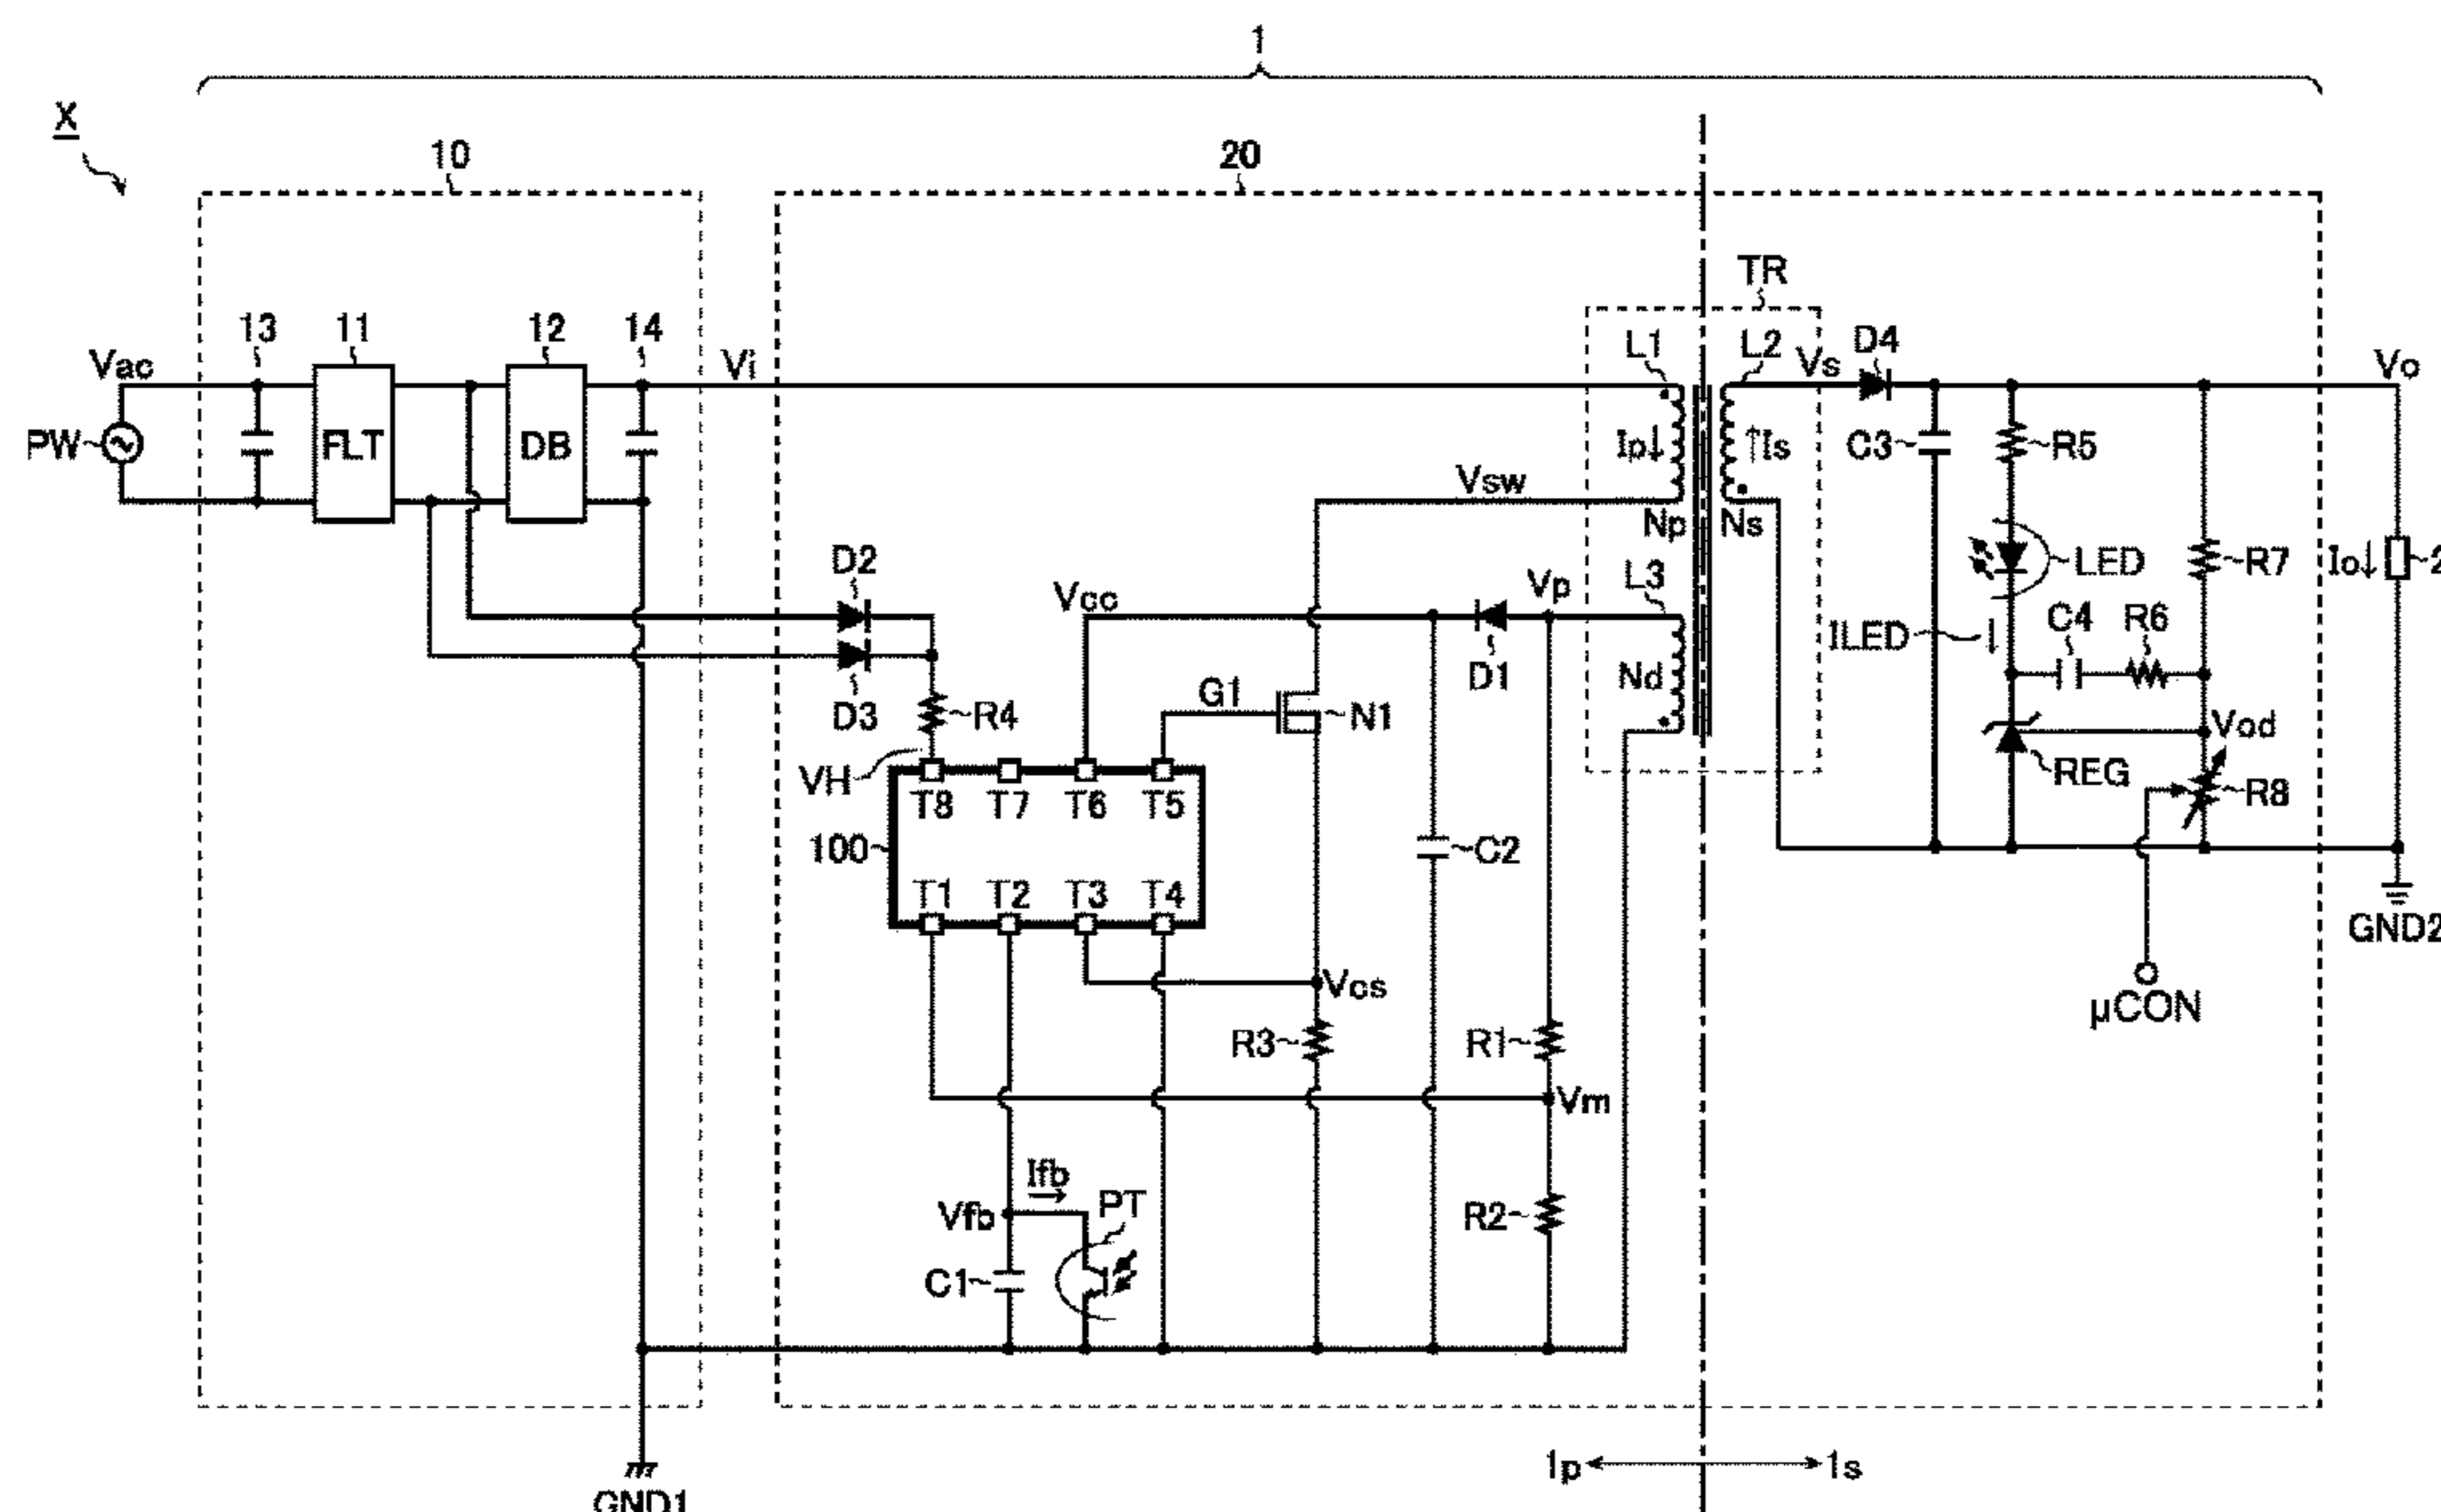 1
X
10
20
TR
13
11
12
14
Vac
Vi
L1
L2
Vs
D4
Vo
PW
FLT
DB
Ip
Is
C3
R5
Vsw
Np
Ns
D2
Vcc
Vp
L3
LED
R7
Io
2
ILED
C4
R6
D1
Nd
D3
R4
G1
N1
Vod
VH
REG
R8
T8
T7
T6
T5
100
C2
T1
T2
T3
T4
GND2
Vcs
μCON
R3
R1
Vm
Ifb
PT
Vfb
R2
C1
1p
1s
GND1